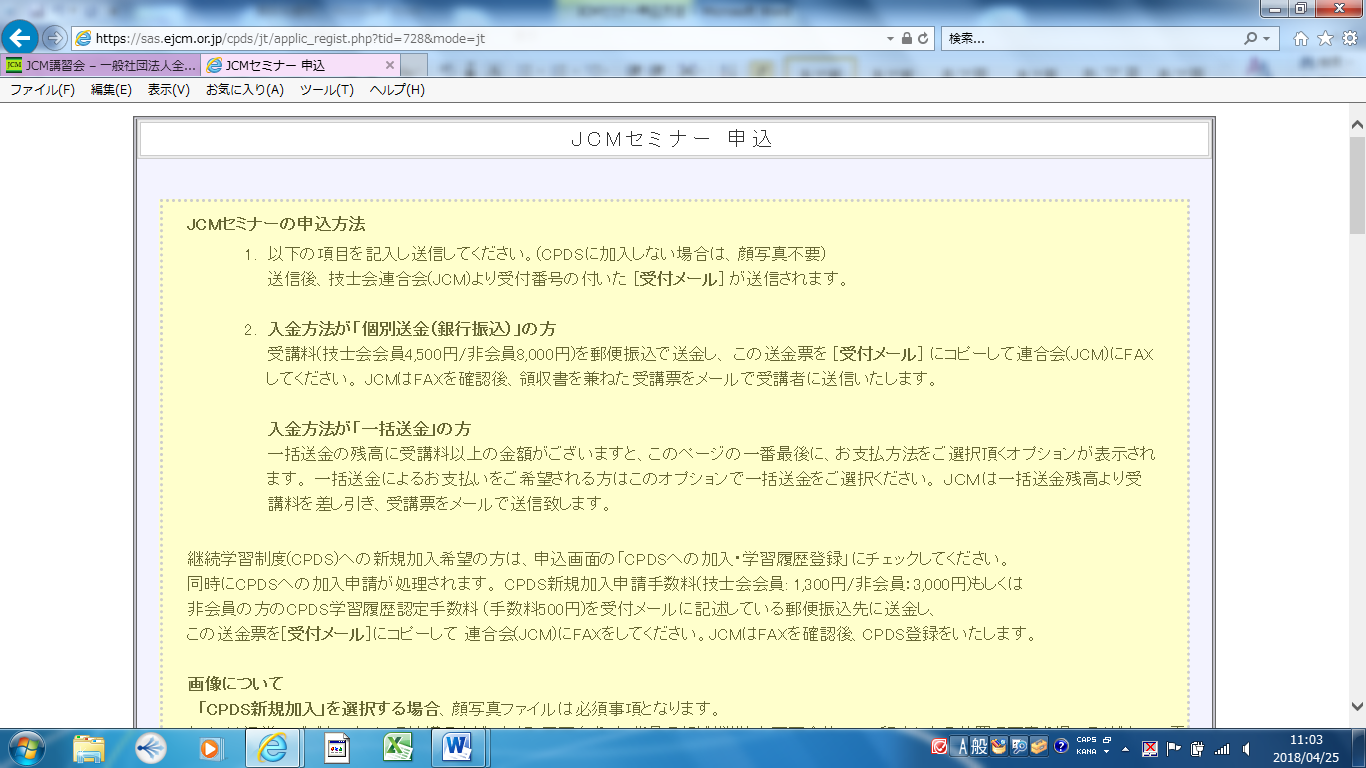 https://sas.ejcm.or.jp/cpds/jt/applic_regist.php?tid=728&mode=jt
検索...
JCM講習会 – 一般社団法人全...
JCMセミナー 申込
ファイル(F) 編集(E) 表示(V) お気に入り(A) ツール(T) ヘルプ(H)
JCMセミナー 申込
JCMセミナーの申込方法
1. 以下の項目を記入し送信してください。(CPDSに加入しない場合は、顔写真不要)
送信後、技士会連合会(JCM)より受付番号の付いた [受付メール] が送信されます。
2. 入金方法が「個別送金(銀行振込)」の方
受講料(技士会会員4,500円/非会員8,000円)を郵便振込で送金し、この送金票を [受付メール] にコピーして連合会(JCM)にFAX
してください。 JCMはFAXを確認後、領収書を兼ねた受講票をメールで受講者に送信いたします。
入金方法が「一括送金」の方
一括送金の残高に受講料以上の金額がございますと、このページの一番最後に、お支払方法をご選択頂くオプションが表示され
ます。 一括送金によるお支払いをご希望される方はこのオプションで一括送金をご選択ください。 JCMは一括送金残高より受
講料を差し引き、受講票をメールで送信致します。
継続学習制度(CPDS)への新規加入希望の方は、申込画面の「CPDSへの加入・学習履歴登録」にチェックしてください。
同時にCPDSへの加入申請が処理されます。 CPDS新規加入申請手数料(技士会会員: 1,300円/非会員:3,000円)もしくは
非会員の方のCPDS学習履歴認定手数料 (手数料500円)を受付メールに記述している郵便振込先に送金し、
この送金票を[受付メール]にコピーして 連合会(JCM)にFAXをしてください。JCMはFAXを確認後、CPDS登録をいたします。
画像について
「CPDS新規加入」を選択する場合、顔写真ファイルは必須事項となります。
A 般
CAPS
KANA
11:03
2018/04/25